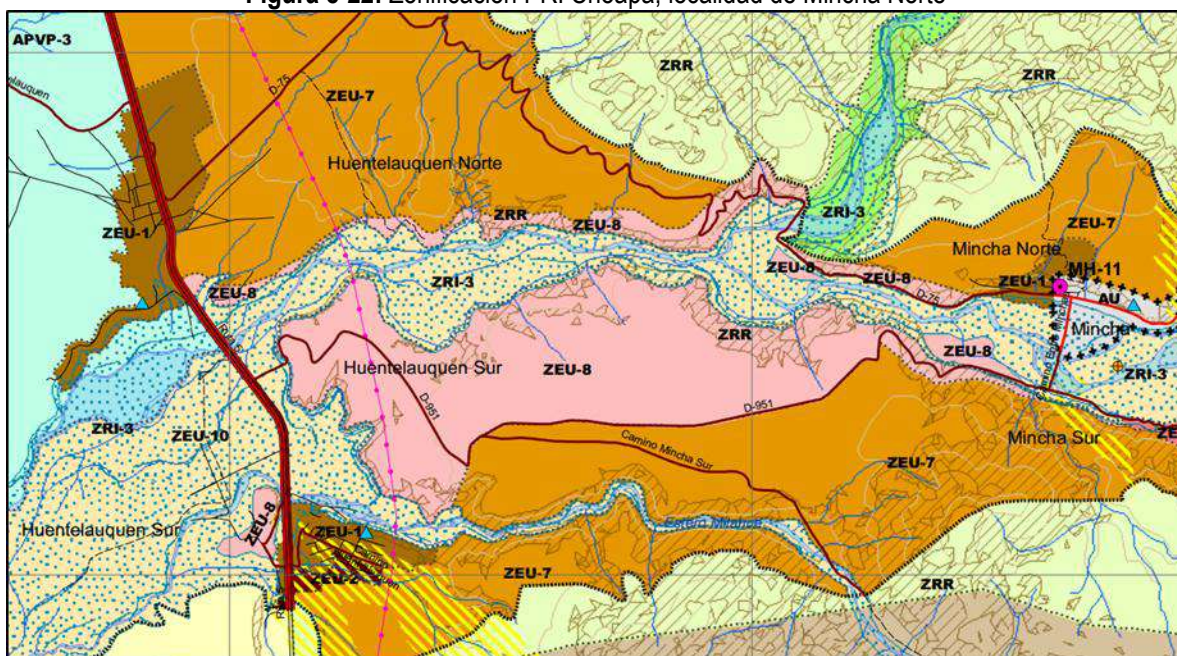 Figura 3-22. Zonificación PRI Choapa, localidad de Mincha Norte
APVP-3
D-75
ZEU-7
ZRR
ZRR
Huentelauquen Norte
ZRR
ZEU-8
ZRI-3
ZEU-7
ZEU-1
Mincha Norte
MH-11
ZEU-8
ZEU-8
ZRI-3
ZEU-8
ZEU-1
D-75
AU
Mincha
Huentelauquen Sur
ZEU-8
ZRR
ZEU-8
ZRI-3
D-951
D-951
ZRI-3
ZEU-10
Camino Mincha Sur
Mincha Sur
ZEU-7
Huentelauquen Sur
ZEU-8
ZEU-1
ZEU-2
ZEU-7
ZRR